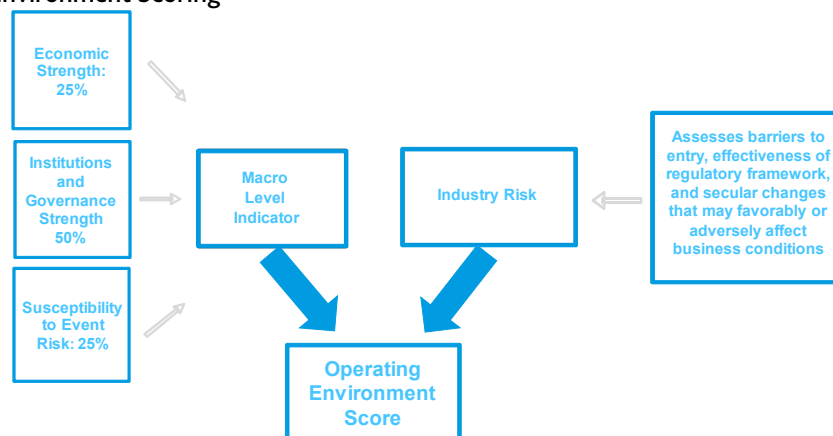 Environment Scoring
Economic
Strength:
25%
Institutions
and
Governance
Strength
50%
Susceptibility
to Event
Risk: 25%
Macro
Level
Indicator
Industry Risk
Assesses barriers to
entry, effectiveness of
regulatory framework,
and secular changes
that may favorably or
adversely affect
business conditions
Operating
Environment
Score